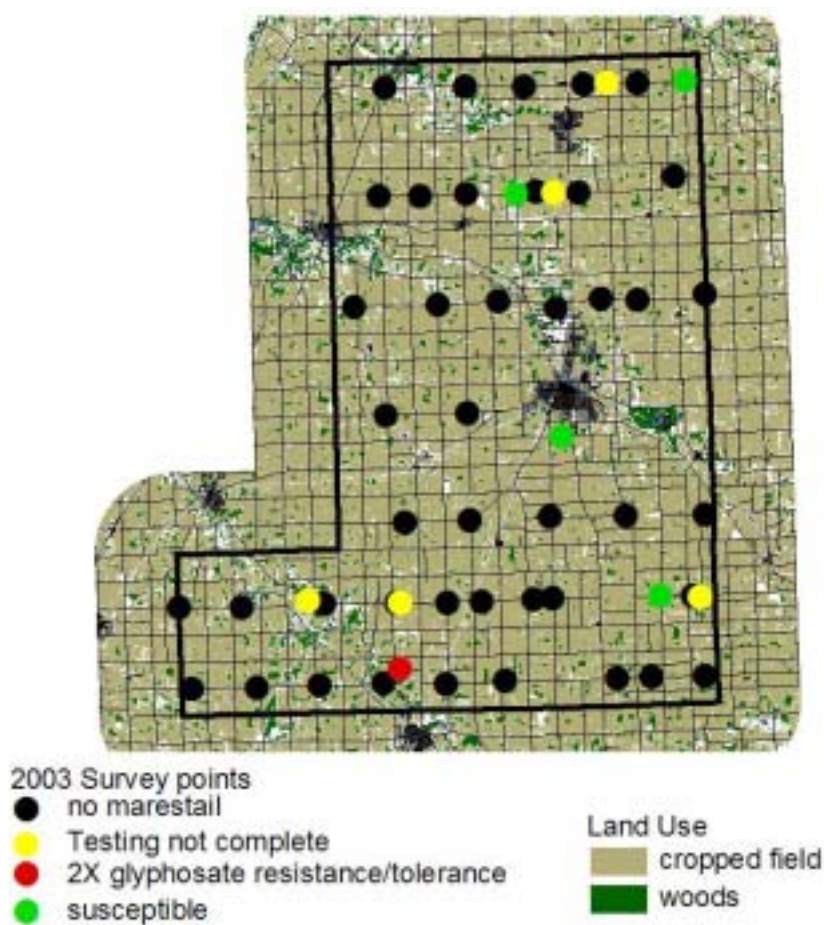 2003 Survey points
no marestail
Testing not complete
2X glyphosate resistance/tolerance
susceptible
Land Use
cropped field
woods